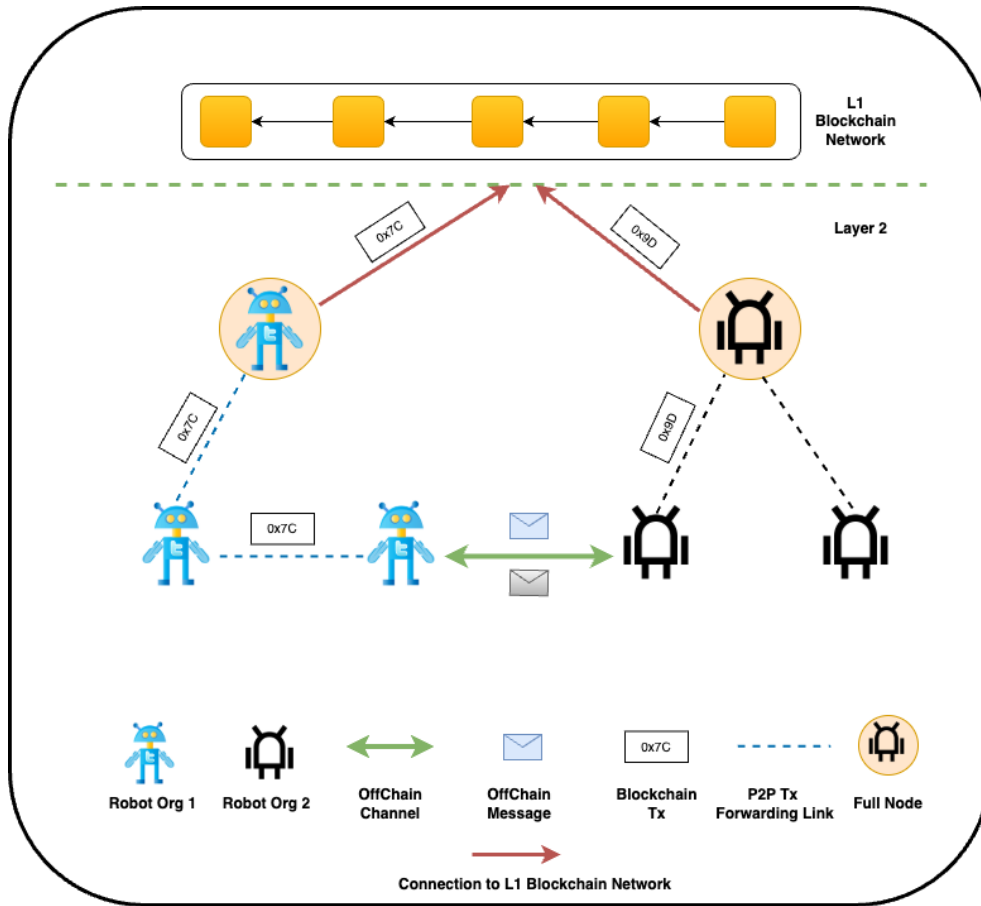 L1
Blockchain
Network
Layer 2
0x7C
0x9D
0x7C
0x9D
0x7C
Robot Org 1
Robot Org 2
OffChain
Channel
OffChain
Message
0x7C
Blockchain
Tx
P2P Tx
Forwarding Link
Full Node
Connection to L1 Blockchain Network